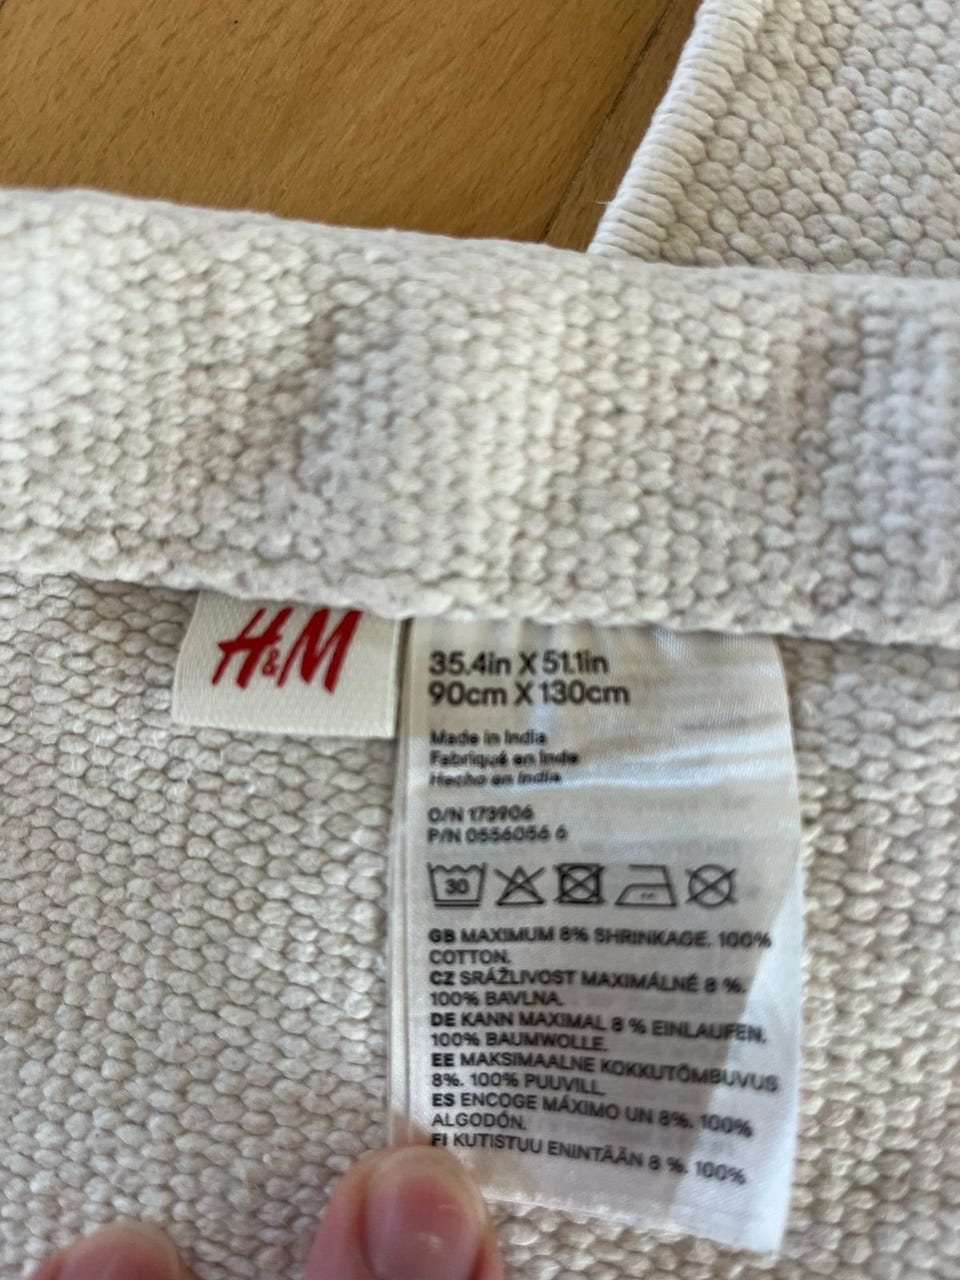 H&M
35.4in X 51.1in
90cm X 130cm
Made in India
Fabriqué en Inde
Hecho en India
O/N 173906
P/N 0556056 6
30
GB MAXIMUM 8% SHRINKAGE. 100%
COTTON.
CZ SRÁŽLIVOST MAXIMÁLNĚ 8 %.
100% BAVLNA.
DE KANN MAXIMAL 8 % EINLAUFEN.
100% BAUMWOLLE.
EE MAKSIMAALNE KOKKUTÕMBUVUS
8%. 100% PUUVILL.
ES ENCOGE MÁXIMO UN 8%. 100%
ALGODÓN.
FI KUTISTUU ENINTÄÄN 8 %. 100%